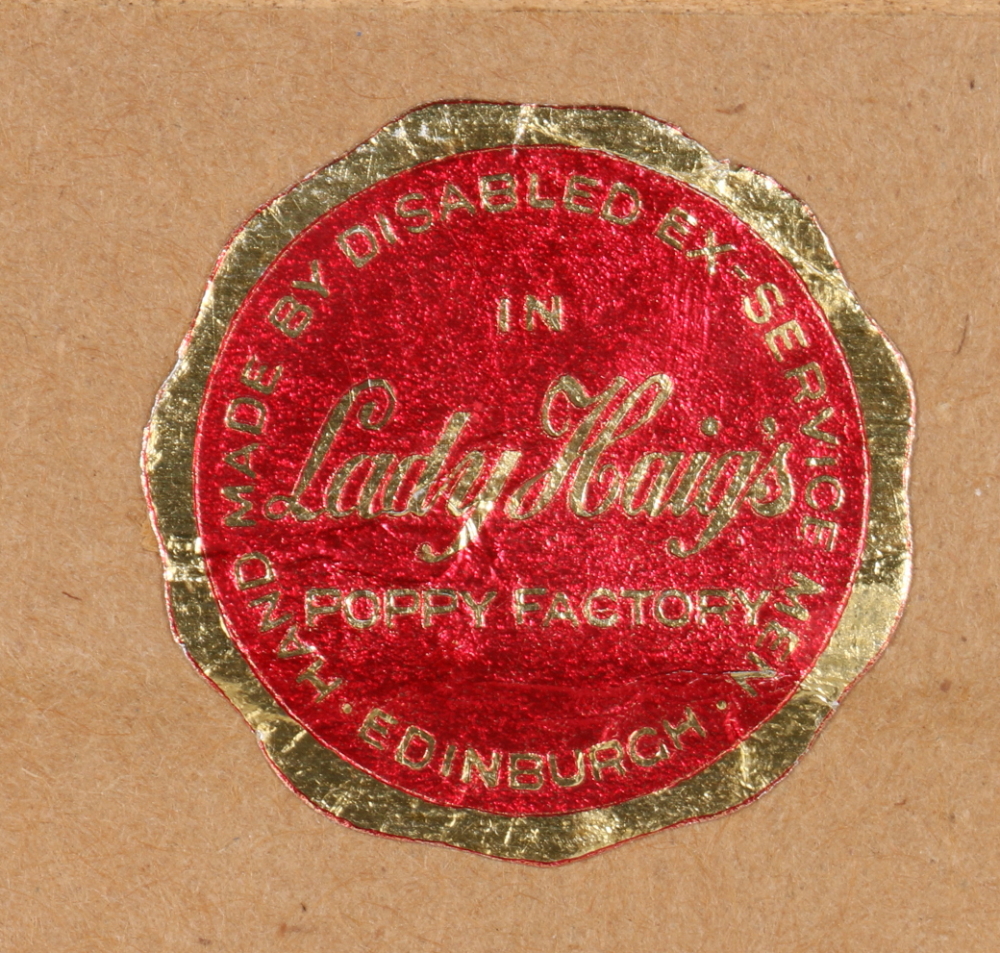 HAND MADE BY DISABLED EX-SERVICE MEN
IN
Lady Haig's
POPPY FACTORY
· EDINBURGH ·